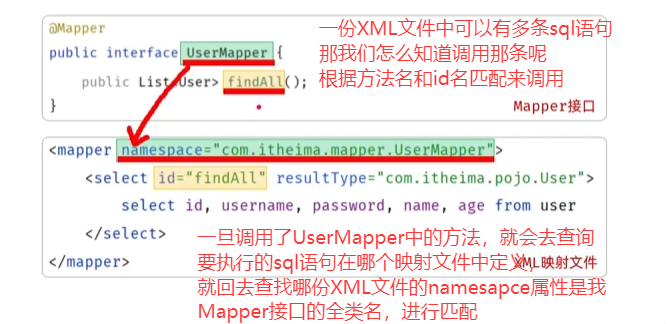 @Mapper
public interface UserMapper {
public List<User> findAll();
}
Mapper接口
一份XML文件中可以有多条sql语句
那我们怎么知道调用那条呢
根据方法名和id名匹配来调用
<mapper namespace="com.itheima.mapper.UserMapper">
<select id="findAll" resultType="com.itheima.pojo.User">
select id, username, password, name, age from user
</select>
</mapper>
XML映射文件
一旦调用了UserMapper中的方法，就会去查询
要执行的sql语句在哪个映射文件中定义，
就回去查找哪份XML文件的namesapce属性是我
Mapper接口的全类名，进行匹配